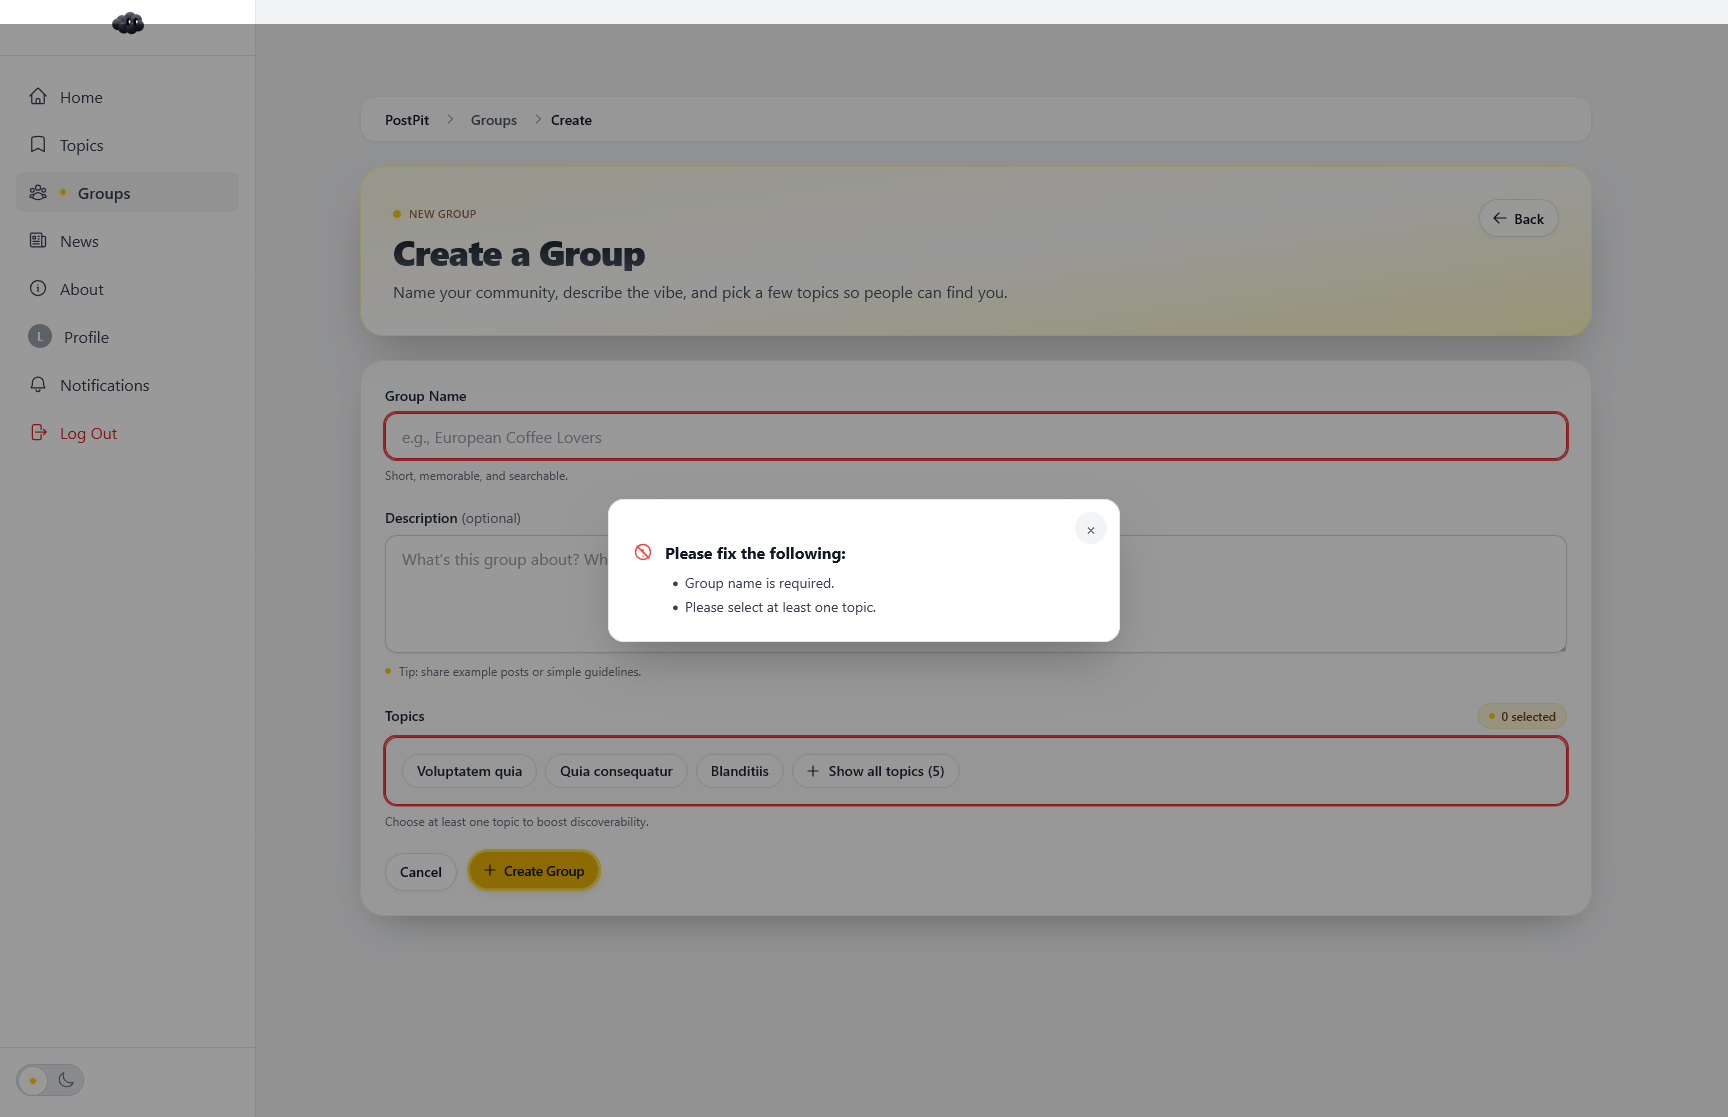 Home
Topics
Groups
News
About
L Profile
Notifications
Log Out
PostPit > Groups > Create
NEW GROUP
Create a Group
Name your community, describe the vibe, and pick a few topics so people can find you.
Back
Group Name
e.g., European Coffee Lovers
Short, memorable, and searchable.
Description (optional)
What's this group about?
Please fix the following:
• Group name is required.
• Please select at least one topic.
×
Tip: share example posts or simple guidelines.
Topics
0 selected
Voluptatem quia
Quia consequatur
Blanditiis
+ Show all topics (5)
Choose at least one topic to boost discoverability.
Cancel
+ Create Group